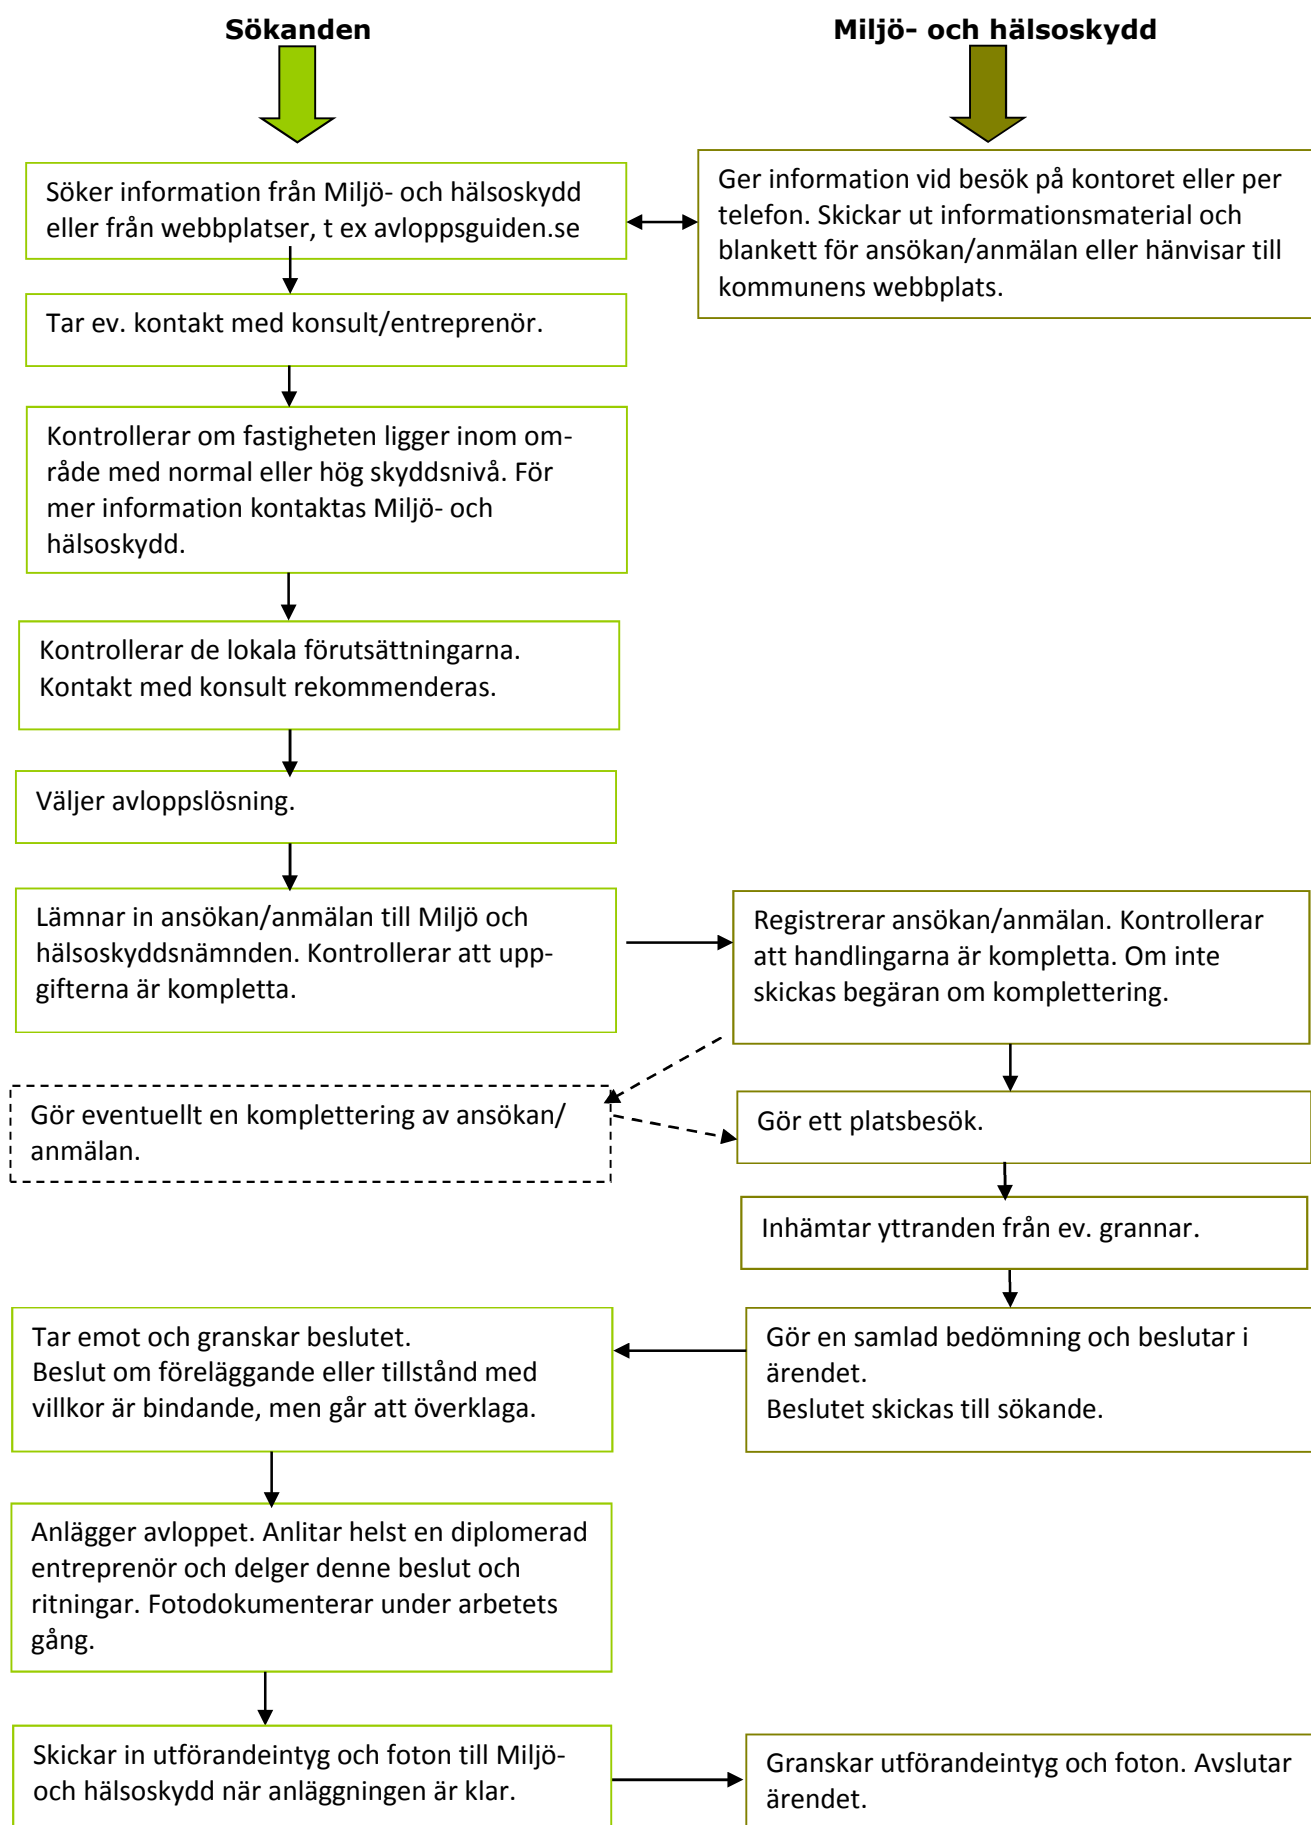 Sökanden
Miljö- och hälsoskydd
Söker information från Miljö- och hälsoskydd
eller från webbplatser, t ex avloppsguiden.se
Ger information vid besök på kontoret eller per
telefon. Skickar ut informationsmaterial och
blankett för ansökan/anmälan eller hänvisar till
kommunens webbplats.
Tar ev. kontakt med konsult/entreprenör.
Kontrollerar om fastigheten ligger inom om-
råde med normal eller hög skyddsnivå. För
mer information kontaktas Miljö- och
hälsoskydd.
Kontrollerar de lokala förutsättningarna.
Kontakt med konsult rekommenderas.
Väljer avloppslösning.
Lämnar in ansökan/anmälan till Miljö och
hälsoskyddsnämnden. Kontrollerar att upp-
gifterna är kompletta.
Registrerar ansökan/anmälan. Kontrollerar
att handlingarna är kompletta. Om inte
skickas begäran om komplettering.
Gör eventuellt en komplettering av ansökan/
anmälan.
Gör ett platsbesök.
Inhämtar yttranden från ev. grannar.
Tar emot och granskar beslutet.
Beslut om föreläggande eller tillstånd med
villkor är bindande, men går att överklaga.
Gör en samlad bedömning och beslutar i
ärendet.
Beslutet skickas till sökande.
Anlägger avloppet. Anlitar helst en diplomerad
entreprenör och delger denne beslut och
ritningar. Fotodokumenterar under arbetets
gång.
Skickar in utförandeintyg och foton till Miljö-
och hälsoskydd när anläggningen är klar.
Granskar utförandeintyg och foton. Avslutar
ärendet.